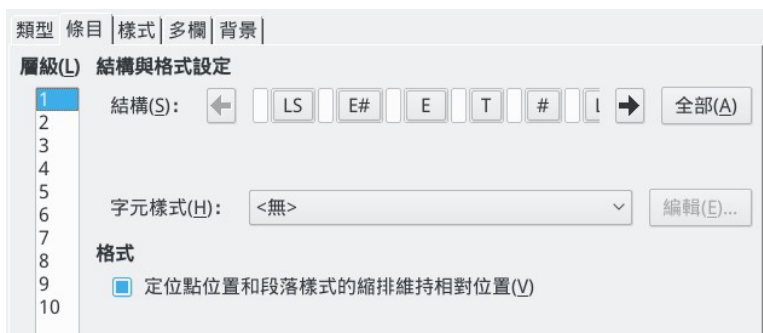 類型 條目 樣式 多欄 背景
層級(L) 結構與格式設定
1
2
3
4
5
6
7
8
9
10
結構(S): LS E# E T # L 全部(A)
字元樣式(H): <無> 編輯(E)...
格式
定位點位置和段落樣式的縮排維持相對位置(V)